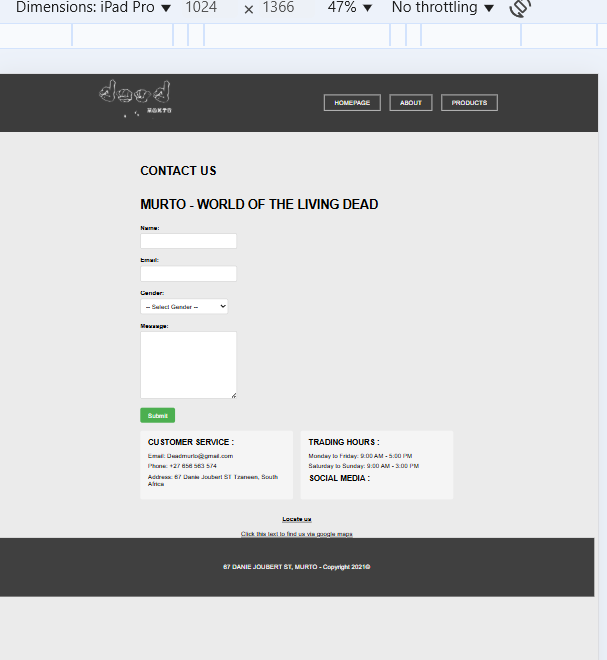 Dimensions: iPad Pro ▼ 1024 × 1366 47% ▼ No throttling ▼
dead
MURTO
HOMEPAGE ABOUT PRODUCTS
CONTACT US
MURTO - WORLD OF THE LIVING DEAD
Name:
Email:
Gender:
-- Select Gender --
Message:
Submit
CUSTOMER SERVICE :
Email: Deadmurto@gmail.com
Phone: +27 656 563 574
Address: 67 Danie Joubert ST Tzaneen, South
Africa
TRADING HOURS :
Monday to Friday: 9:00 AM - 5:00 PM
Saturday to Sunday: 9:00 AM - 3:00 PM
SOCIAL MEDIA :
Locate us
Click this text to find us via google maps
67 DANIE JOUBERT ST, MURTO - Copyright 2021©